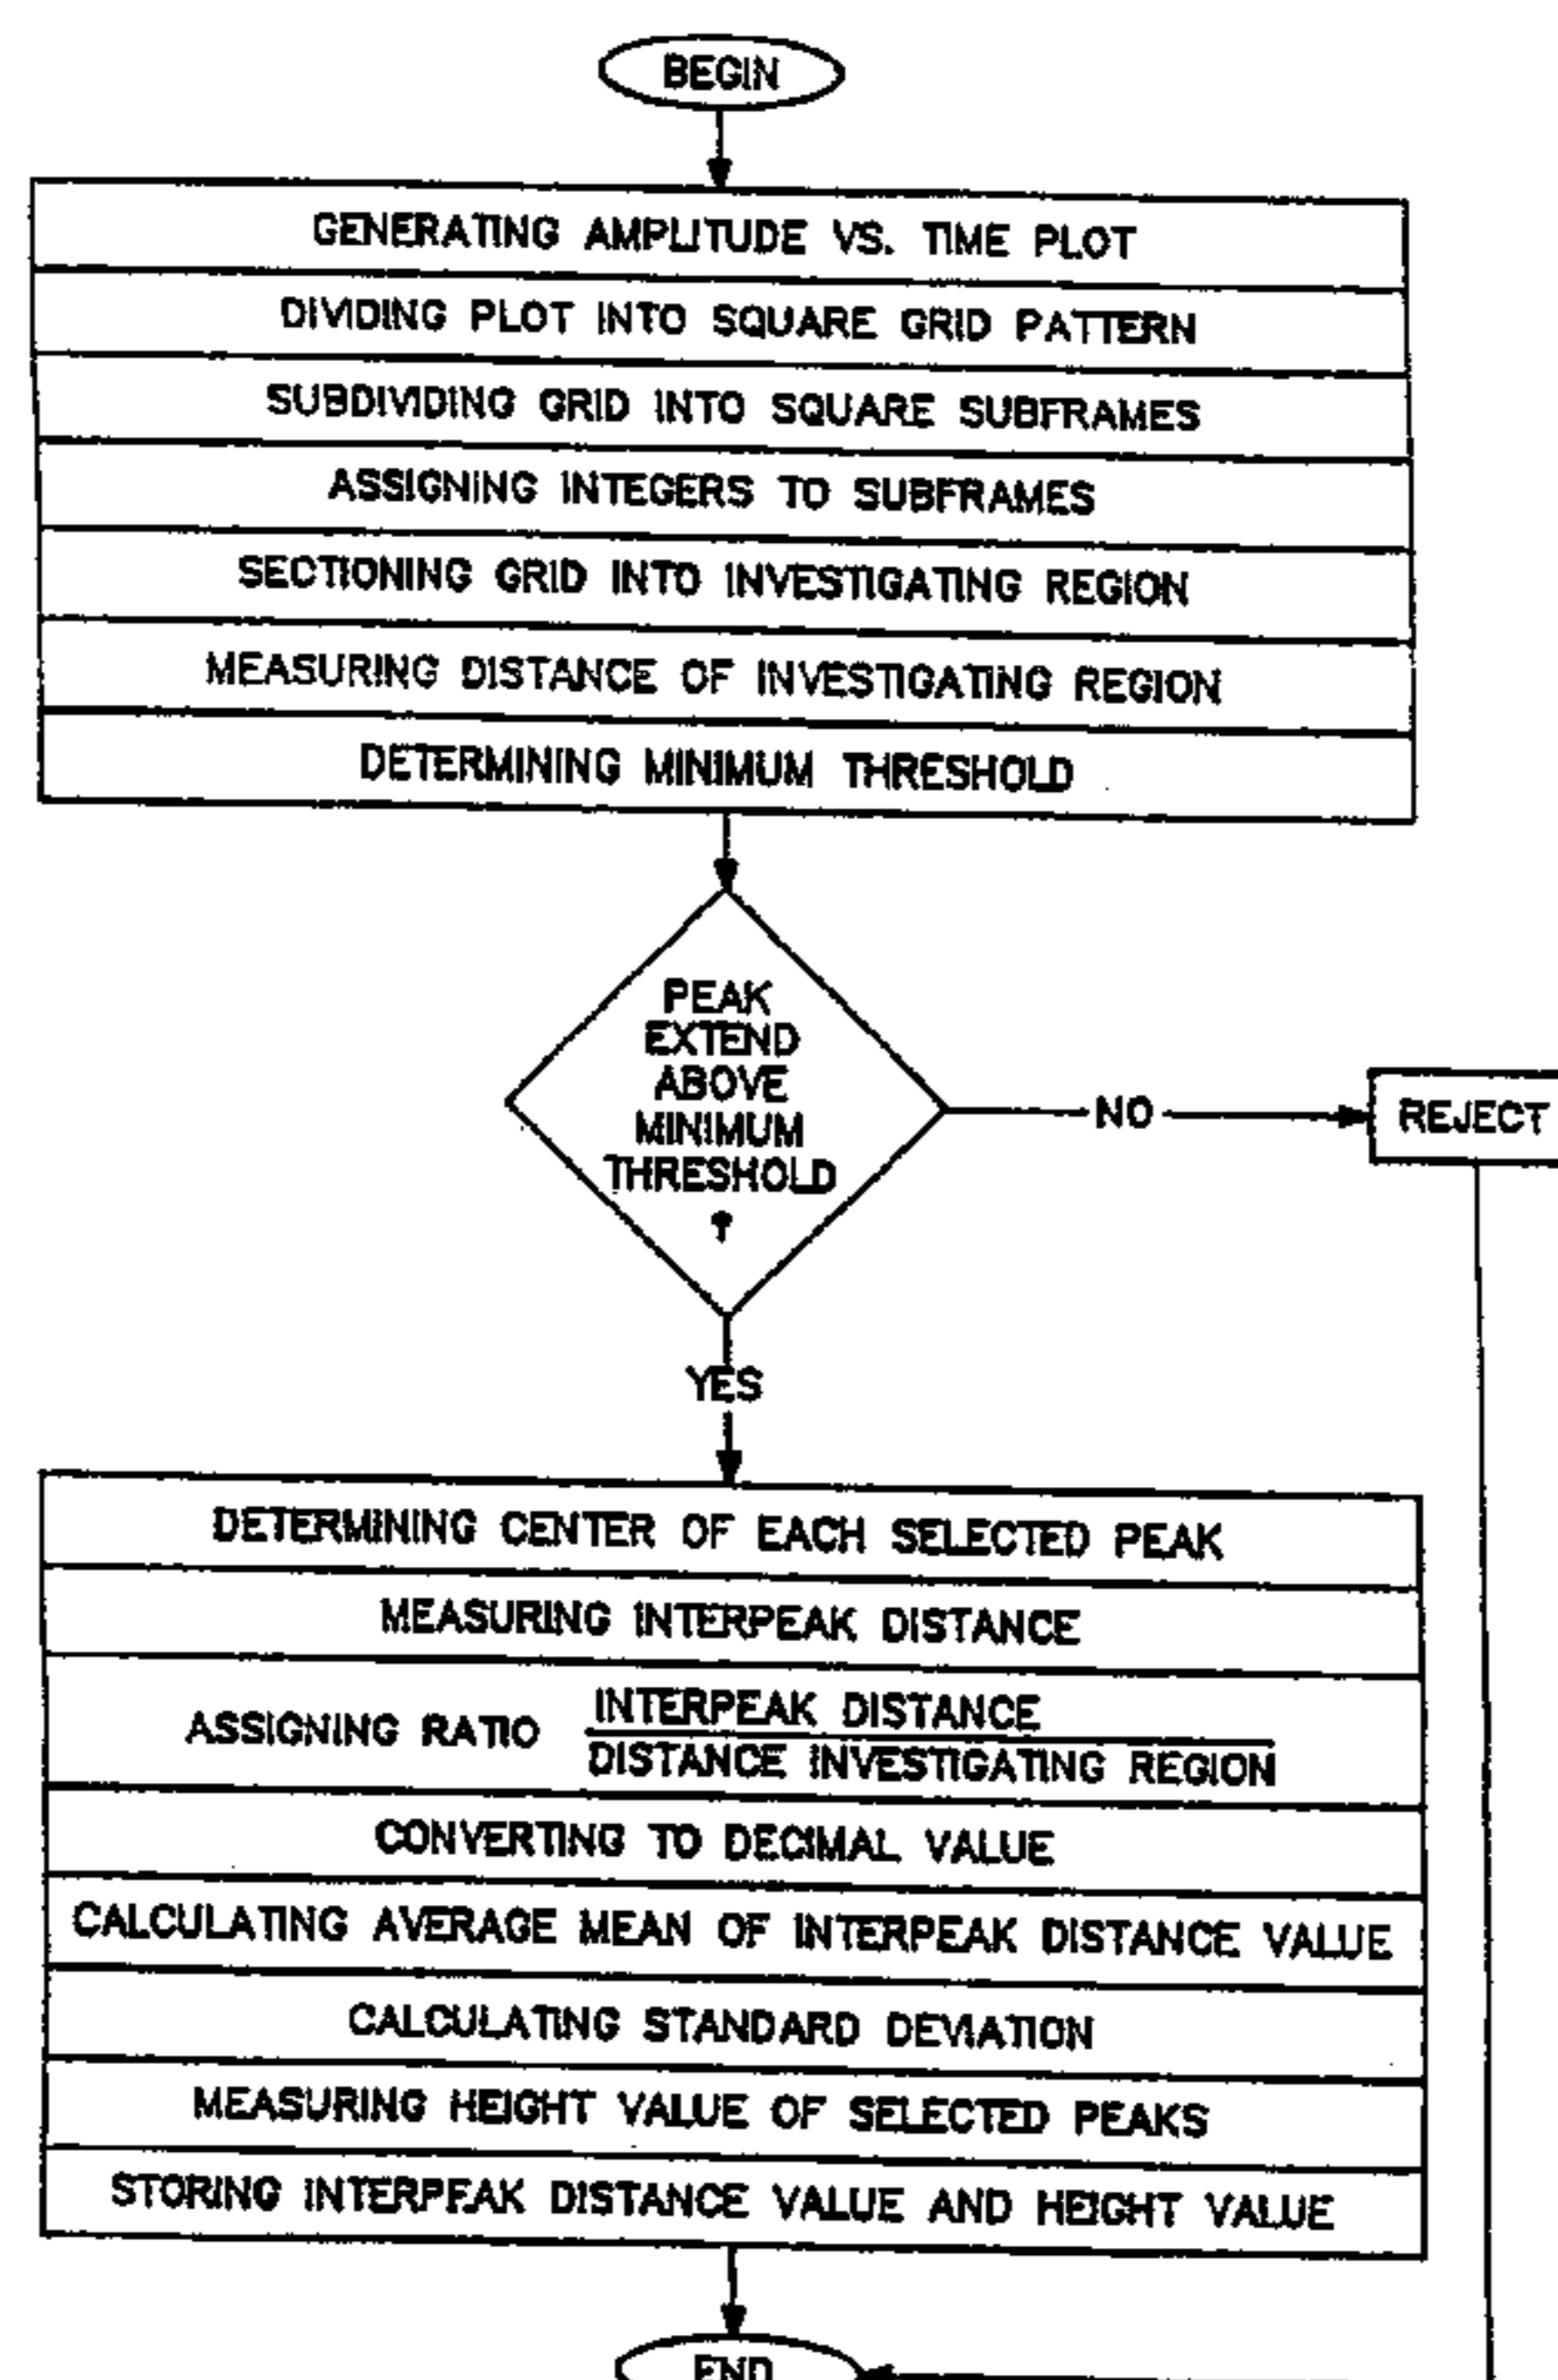 BEGIN
GENERATING AMPLITUDE VS. TIME PLOT
DIVIDING PLOT INTO SQUARE GRID PATTERN
SUBDIVIDING GRID INTO SQUARE SUBFRAMES
ASSIGNING INTEGERS TO SUBFRAMES
SECTIONING GRID INTO INVESTIGATING REGION
MEASURING DISTANCE OF INVESTIGATING REGION
DETERMINING MINIMUM THRESHOLD
PEAK
EXTEND
ABOVE
MINIMUM
THRESHOLD
?
NO
REJECT
YES
DETERMINING CENTER OF EACH SELECTED PEAK
MEASURING INTERPEAK DISTANCE
ASSIGNING RATIO INTERPEAK DISTANCE
DISTANCE INVESTIGATING REGION
CONVERTING TO DECIMAL VALUE
CALCULATING AVERAGE MEAN OF INTERPEAK DISTANCE VALUE
CALCULATING STANDARD DEVIATION
MEASURING HEIGHT VALUE OF SELECTED PEAKS
STORING INTERPEAK DISTANCE VALUE AND HEIGHT VALUE
END